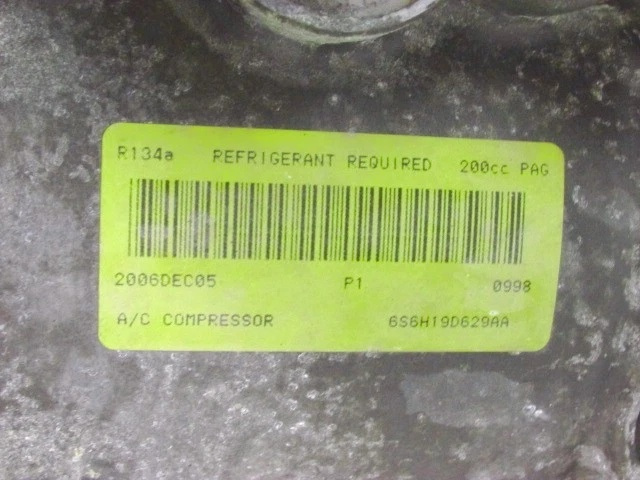 R134a REFRIGERANT REQUIRED 200cc PAG
2006DEC05 P1 0998
A/C COMPRESSOR 6S6H19D629AA